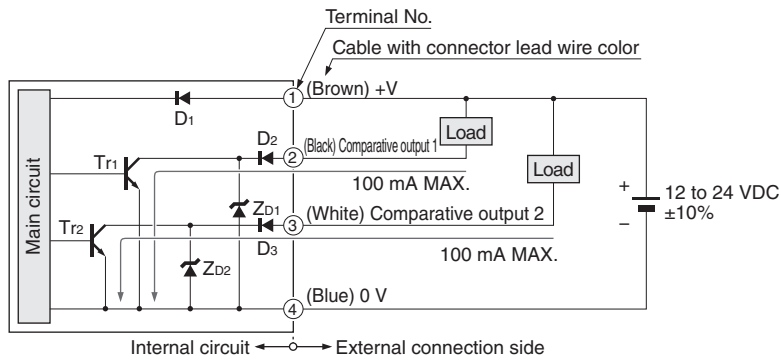 Terminal No.
Cable with connector lead wire color
1 (Brown) +V
D1
D2
2 (Black) Comparative output 1
Load
Load
Tr1
100 mA MAX.
ZD1
3 (White) Comparative output 2
+
12 to 24 VDC
−
±10%
Main circuit
Tr2
D3
100 mA MAX.
ZD2
4 (Blue) 0 V
Internal circuit
External connection side